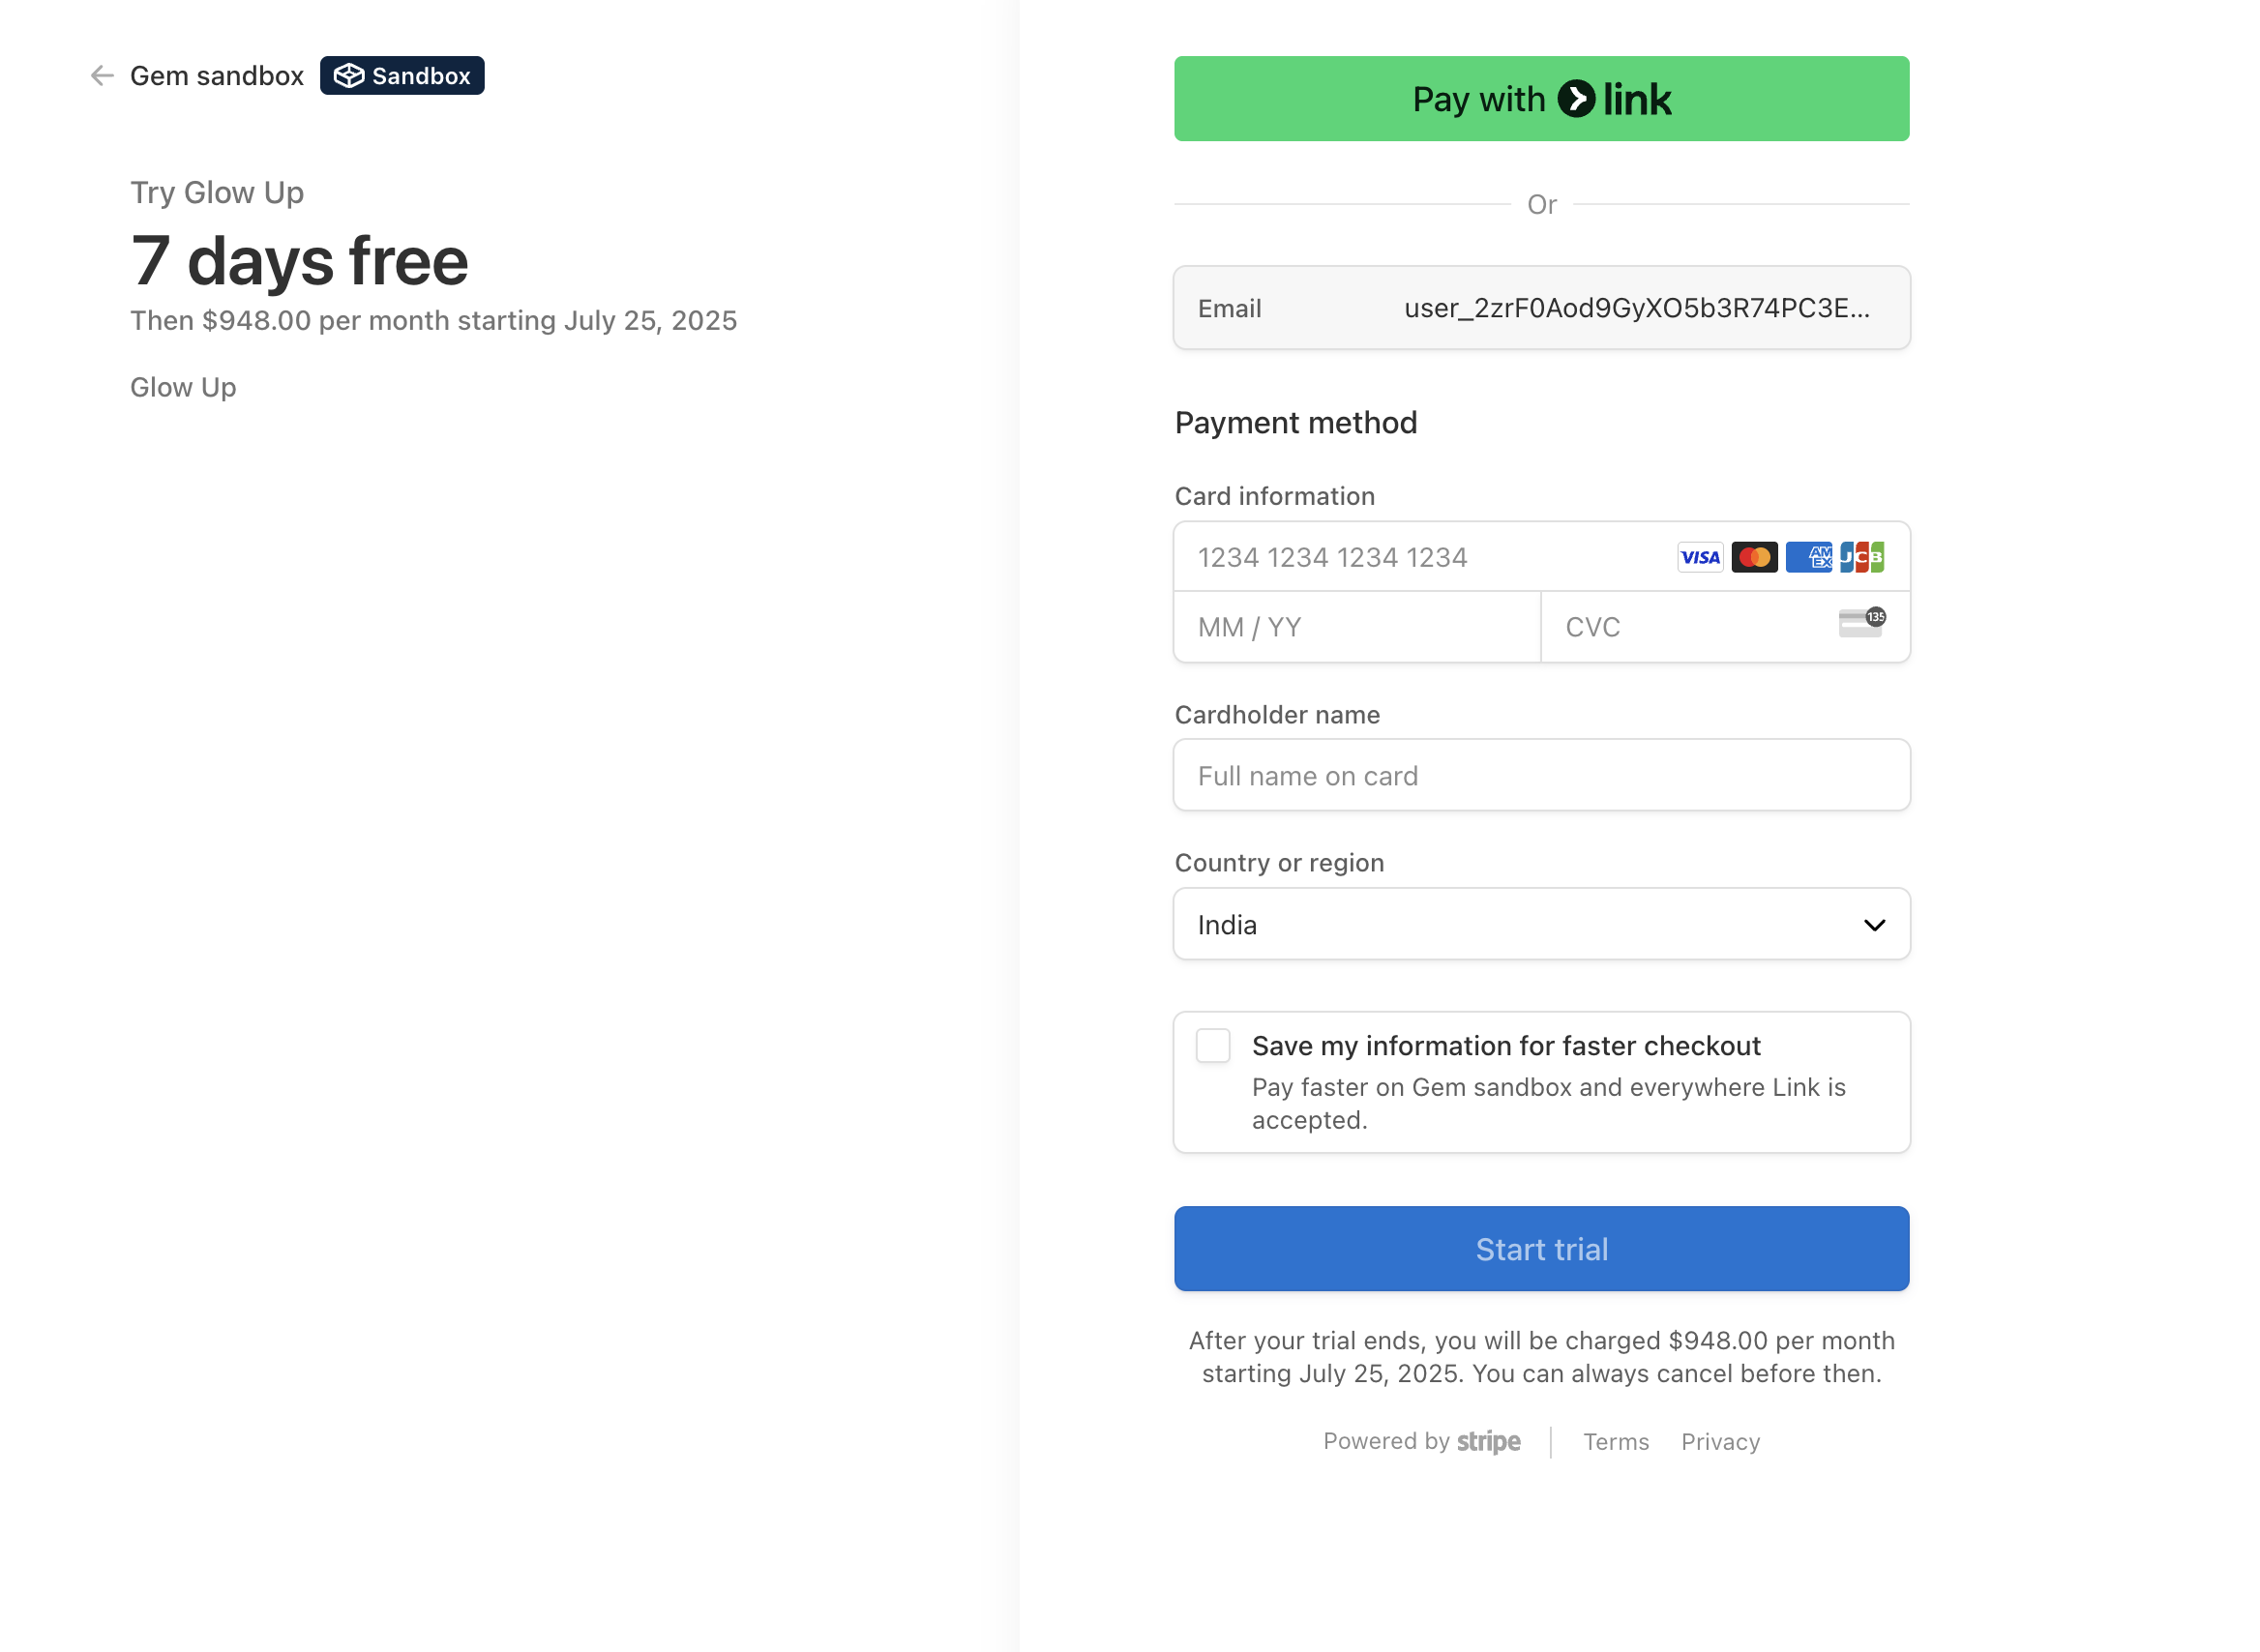 Gem sandbox Sandbox
Try Glow Up
7 days free
Then $948.00 per month starting July 25, 2025
Glow Up
Pay with link
Or
Email user_2zrF0Aod9GyXO5b3R74PC3E...
Payment method
Card information
1234 1234 1234 1234 VISA AMEX JCB
MM / YY CVC 135
Cardholder name
Full name on card
Country or region
India
Save my information for faster checkout
Pay faster on Gem sandbox and everywhere Link is
accepted.
Start trial
After your trial ends, you will be charged $948.00 per month
starting July 25, 2025. You can always cancel before then.
Powered by stripe Terms Privacy